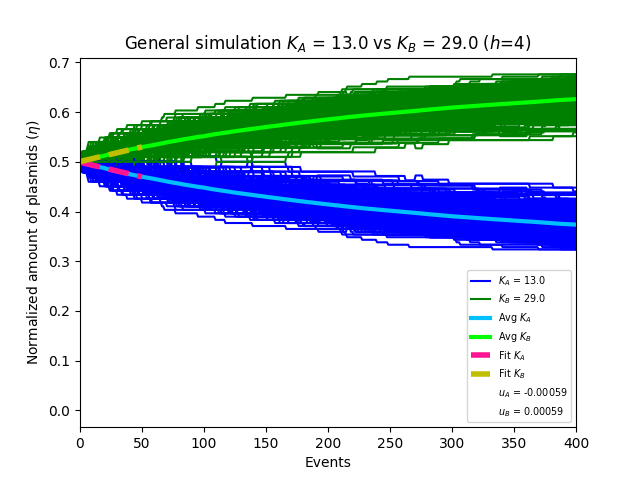 General simulation K_A = 13.0 vs K_B = 29.0 (h=4)
0.7
0.6
0.5
0.4
0.3
0.2
0.1
0.0
Normalized amount of plasmids (η)
K_A = 13.0
K_B = 29.0
Avg K_A
Avg K_B
Fit K_A
Fit K_B
u_A = -0.00059
u_B = 0.00059
0 50 100 150 200 250 300 350 400
Events